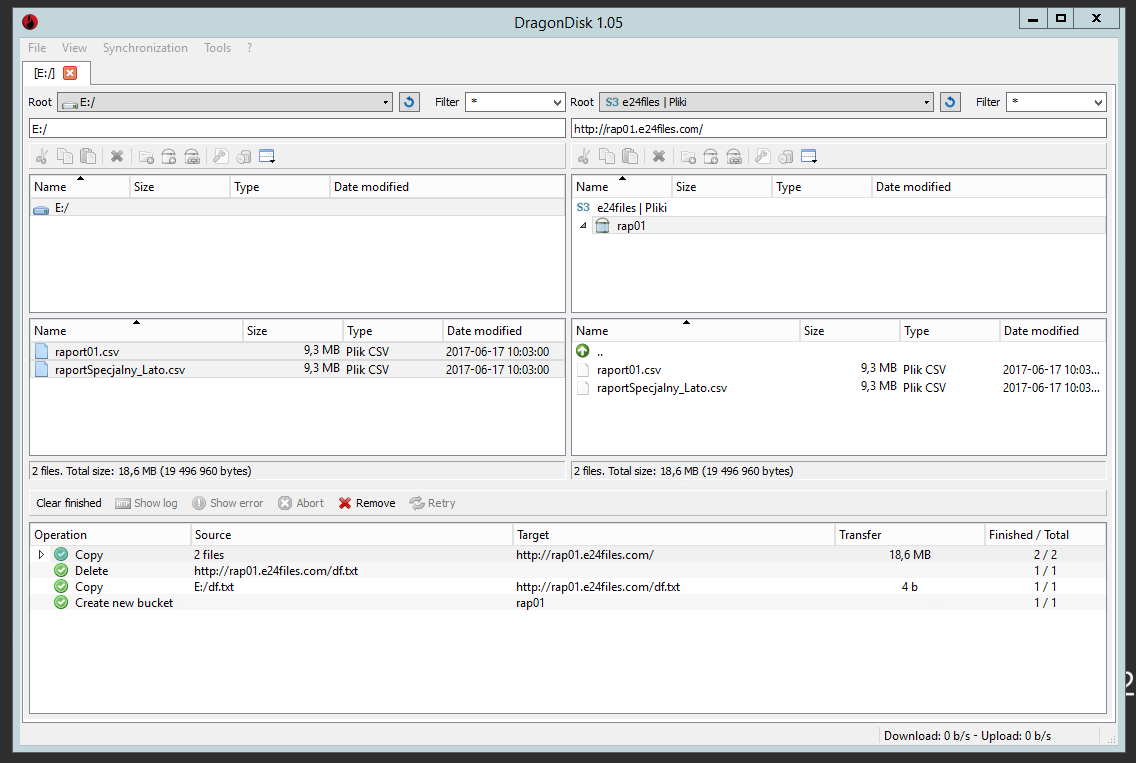 DragonDisk 1.05
File View Synchronization Tools ?
[E:/]
Root E:/ Filter * Root S3 e24files | Pliki Filter *
E:/ http://rap01.e24files.com/
Name Size Type Date modified Name Size Type Date modified
E:/ S3 e24files | Pliki
rap01
Name Size Type Date modified Name Size Type Date modified
raport01.csv 9,3 MB Plik CSV 2017-06-17 10:03:00 ..
raportSpecjalny_Lato.csv 9,3 MB Plik CSV 2017-06-17 10:03:00 raport01.csv 9,3 MB Plik CSV 2017-06-17 10:03...
raportSpecjalny_Lato.csv 9,3 MB Plik CSV 2017-06-17 10:03...
2 files. Total size: 18,6 MB (19 496 960 bytes) 2 files. Total size: 18,6 MB (19 496 960 bytes)
Clear finished Show log Show error Abort Remove Retry
Operation Source Target Transfer Finished / Total
Copy 2 files http://rap01.e24files.com/ 18,6 MB 2 / 2
Delete http://rap01.e24files.com/df.txt 1 / 1
Copy E:/df.txt http://rap01.e24files.com/df.txt 4 b 1 / 1
Create new bucket rap01 1 / 1
2
Download: 0 b/s - Upload: 0 b/s